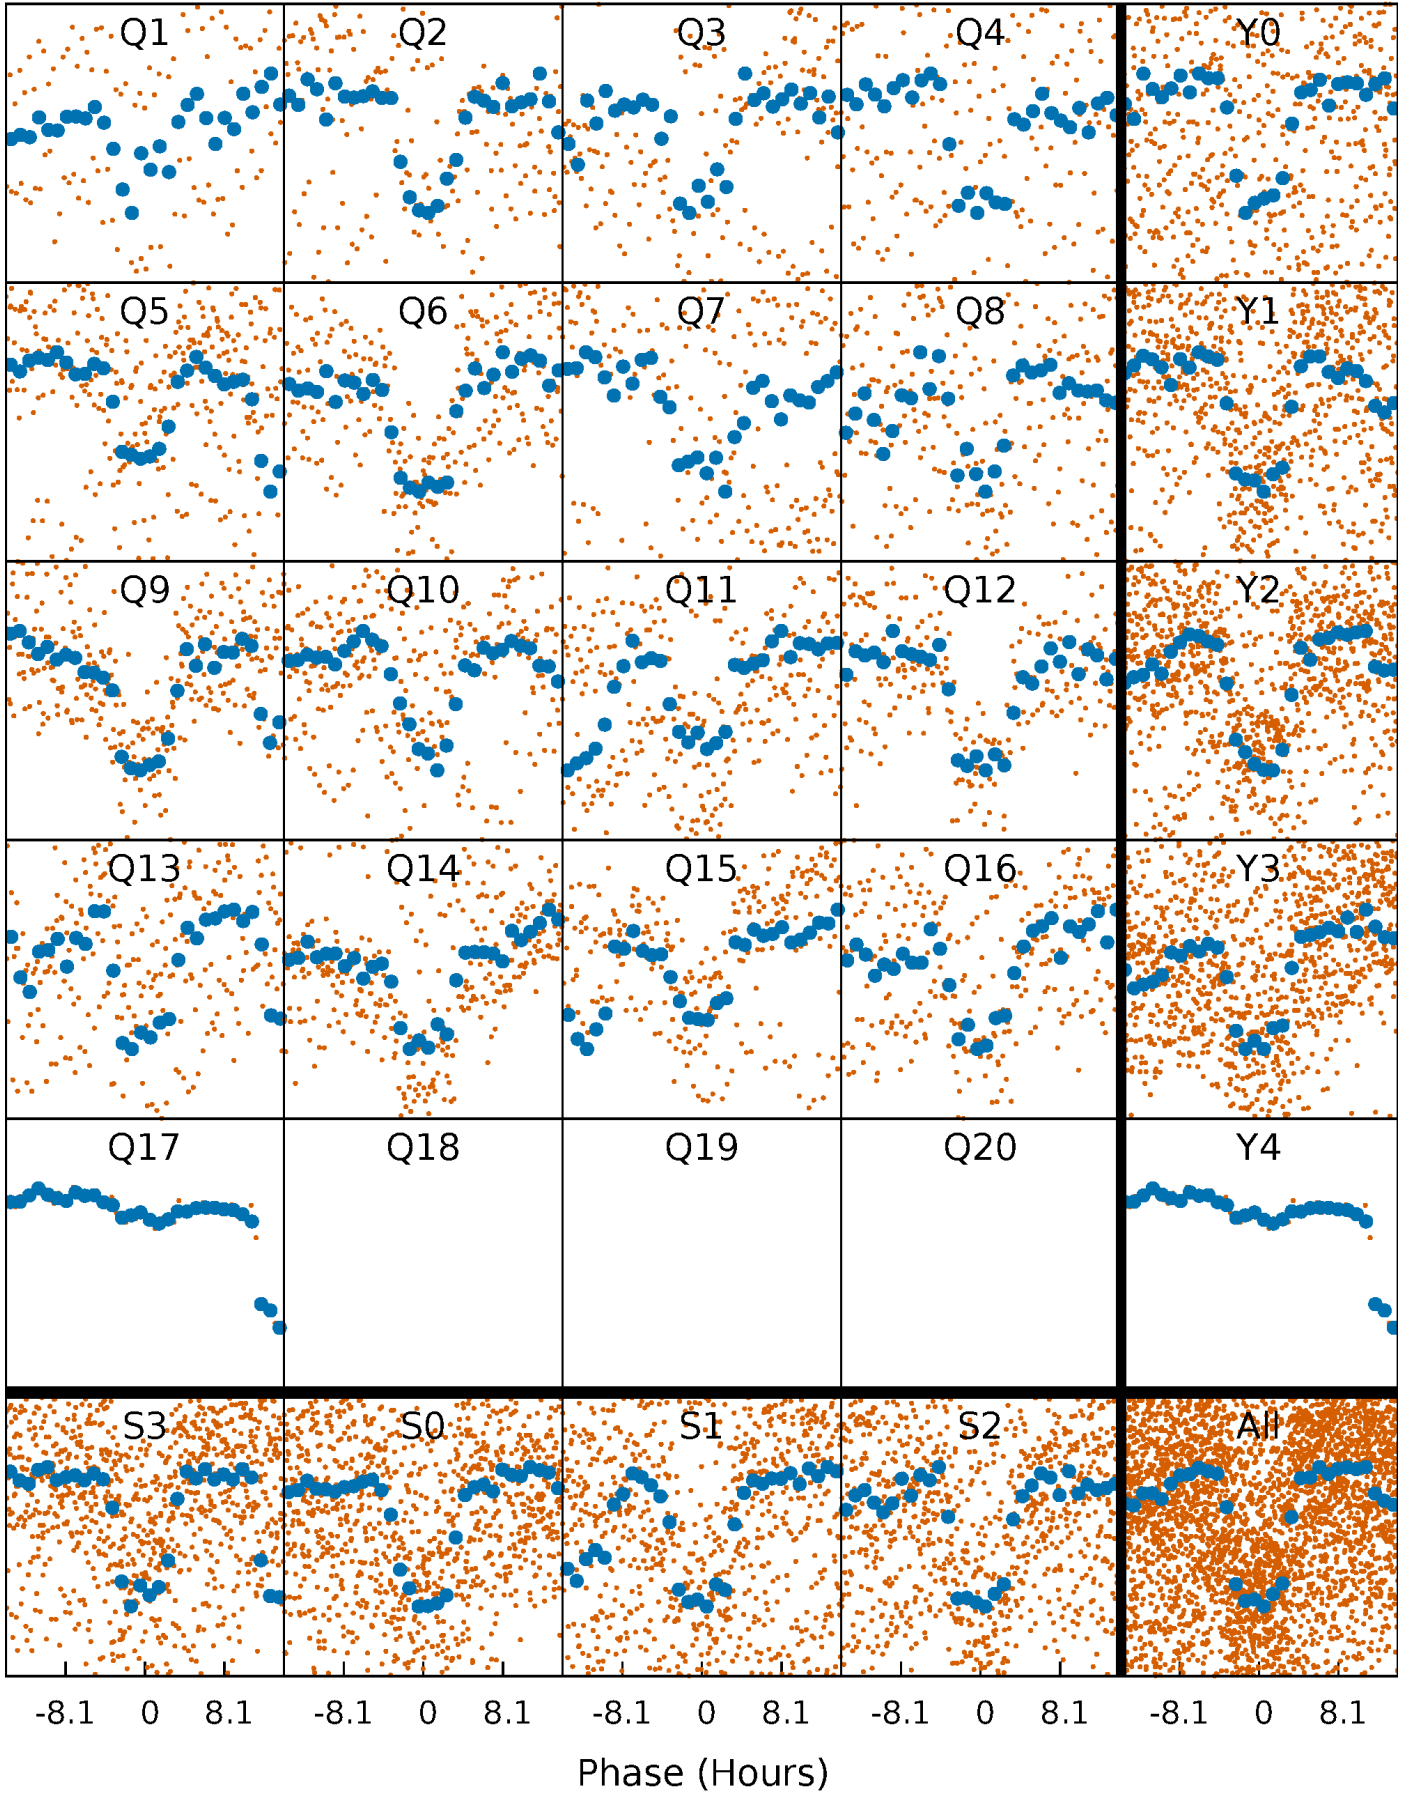 Q1 Q2 Q3 Q4 Y0
Q5 Q6 Q7 Q8 Y1
Q9 Q10 Q11 Q12 Y2
Q13 Q14 Q15 Q16 Y3
Q17 Q18 Q19 Q20 Y4
S3 S0 S1 S2 All
-8.1 0 8.1 -8.1 0 8.1 -8.1 0 8.1 -8.1 0 8.1 -8.1 0 8.1
Phase (Hours)